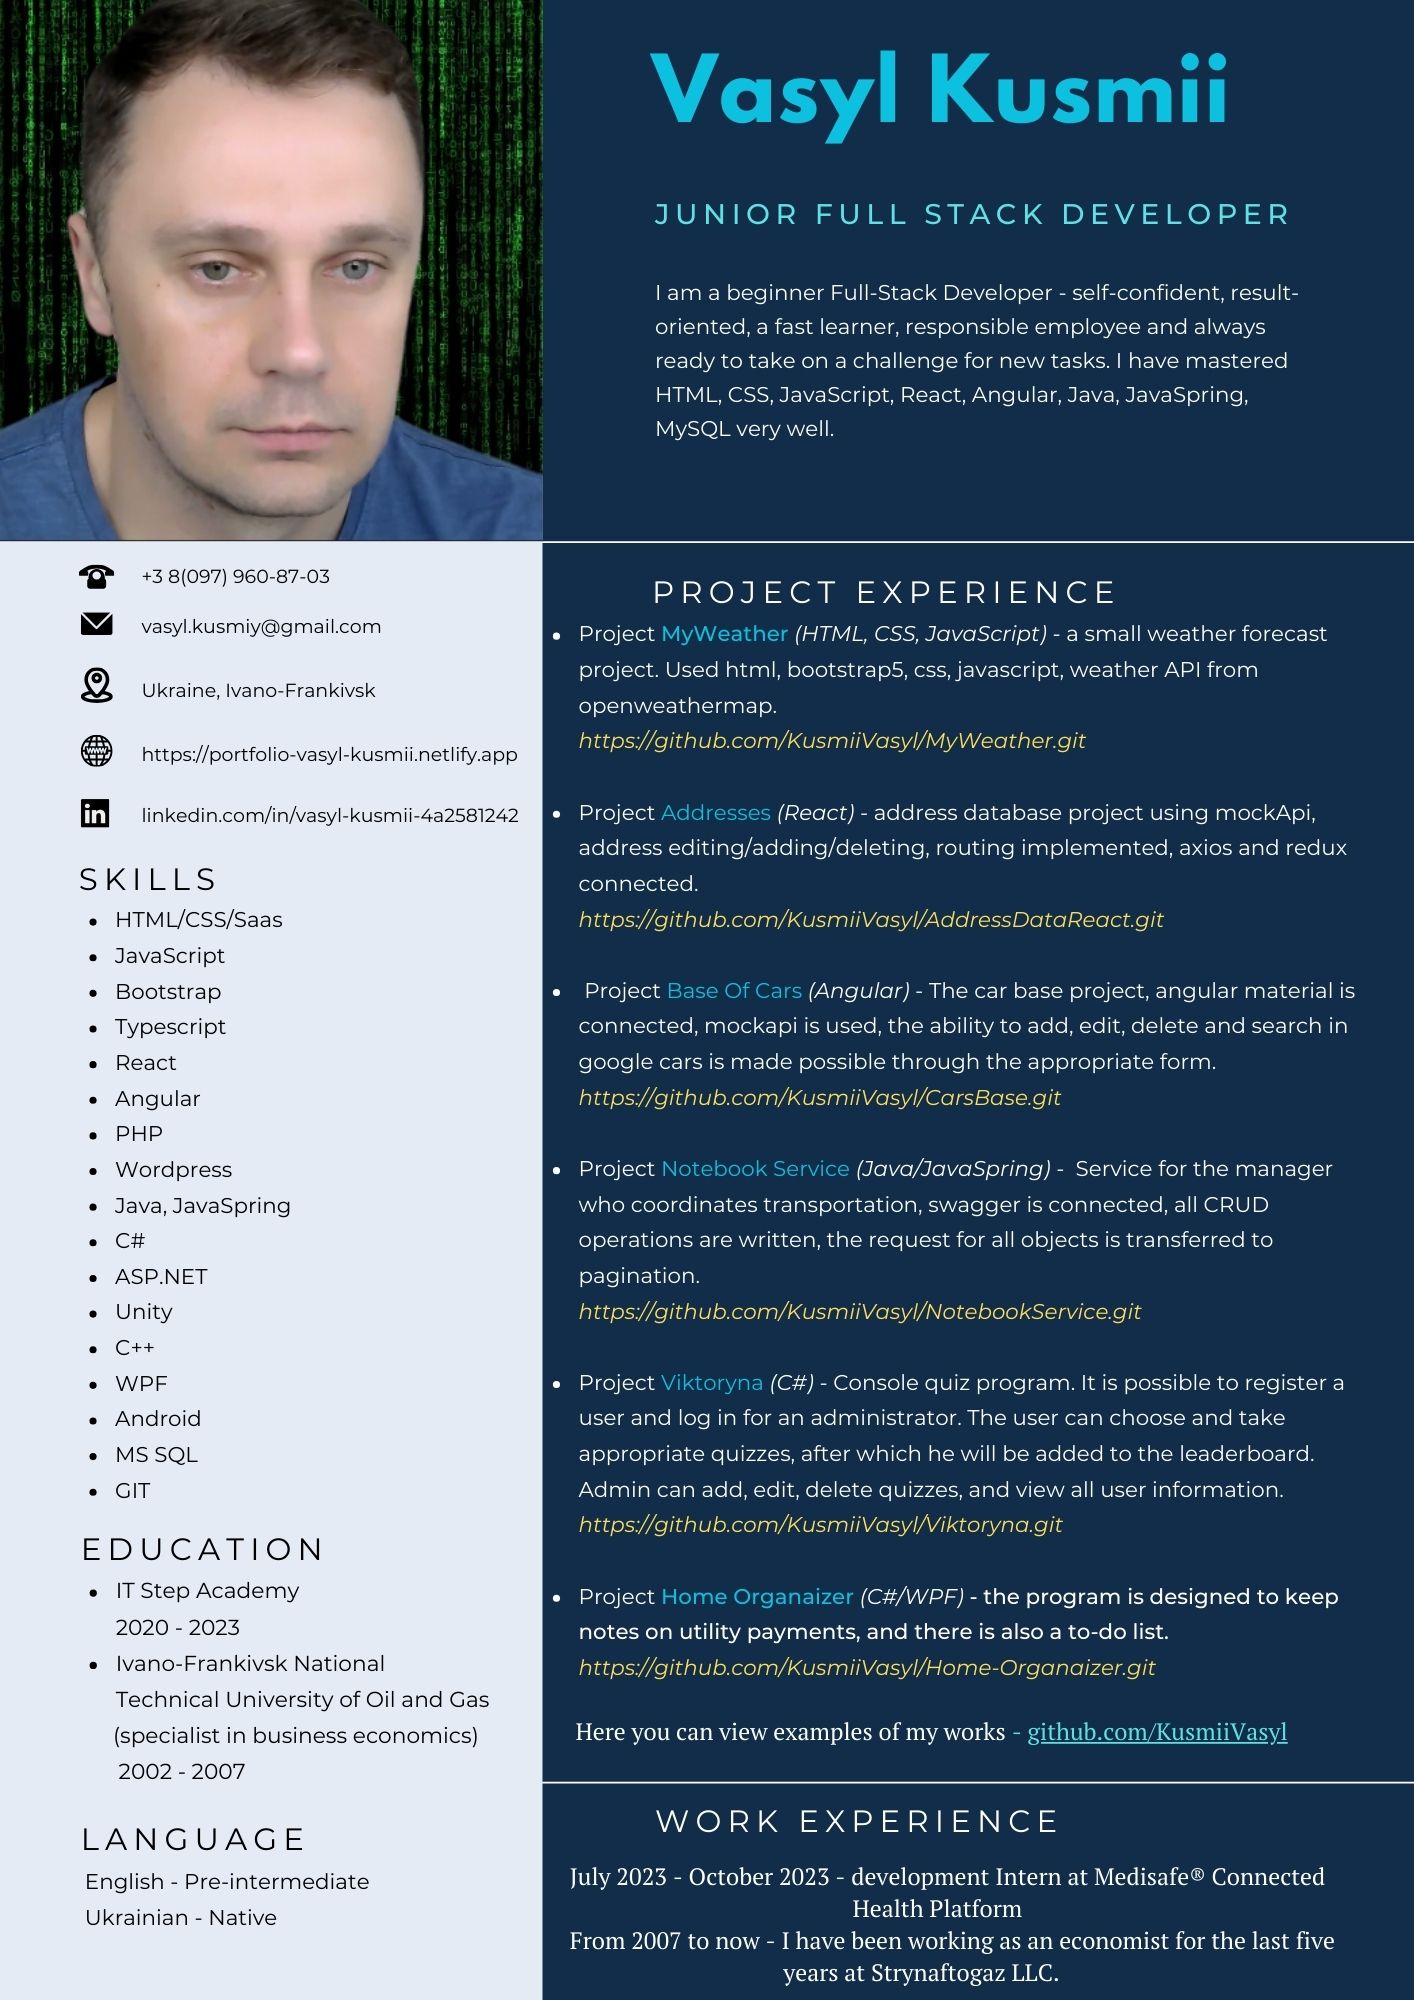 Vasyl Kusmii
JUNIOR FULL STACK DEVELOPER
I am a beginner Full-Stack Developer - self-confident, result-
oriented, a fast learner, responsible employee and always
ready to take on a challenge for new tasks. I have mastered
HTML, CSS, JavaScript, React, Angular, Java, JavaSpring,
MySQL very well.
+3 8(097) 960-87-03
vasyl.kusmiy@gmail.com
Ukraine, Ivano-Frankivsk
https://portfolio-vasyl-kusmii.netlify.app
linkedin.com/in/vasyl-kusmii-4a2581242
SKILLS
HTML/CSS/Saas
JavaScript
Bootstrap
Typescript
React
Angular
PHP
Wordpress
Java, JavaSpring
C#
ASP.NET
Unity
C++
WPF
Android
MS SQL
GIT
EDUCATION
IT Step Academy
2020 - 2023
Ivano-Frankivsk National
Technical University of Oil and Gas
(specialist in business economics)
2002 - 2007
LANGUAGE
English - Pre-intermediate
Ukrainian - Native
PROJECT EXPERIENCE
Project MyWeather (HTML, CSS, JavaScript) - a small weather forecast
project. Used html, bootstrap5, css, javascript, weather API from
openweathermap.
https://github.com/KusmiiVasyl/MyWeather.git
Project Addresses (React) - address database project using mockApi,
address editing/adding/deleting, routing implemented, axios and redux
connected.
https://github.com/KusmiiVasyl/AddressDataReact.git
Project Base Of Cars (Angular) - The car base project, angular material is
connected, mockapi is used, the ability to add, edit, delete and search in
google cars is made possible through the appropriate form.
https://github.com/KusmiiVasyl/CarsBase.git
Project Notebook Service (Java/JavaSpring) - Service for the manager
who coordinates transportation, swagger is connected, all CRUD
operations are written, the request for all objects is transferred to
pagination.
https://github.com/KusmiiVasyl/NotebookService.git
Project Viktoryna (C#) - Console quiz program. It is possible to register a
user and log in for an administrator. The user can choose and take
appropriate quizzes, after which he will be added to the leaderboard.
Admin can add, edit, delete quizzes, and view all user information.
https://github.com/KusmiiVasyl/Viktoryna.git
Project Home Organaizer (C#/WPF) - the program is designed to keep
notes on utility payments, and there is also a to-do list.
https://github.com/KusmiiVasyl/Home-Organaizer.git
Here you can view examples of my works - github.com/KusmiiVasyl
WORK EXPERIENCE
July 2023 - October 2023 - development Intern at Medisafe® Connected
Health Platform
From 2007 to now - I have been working as an economist for the last five
years at Strynaftogaz LLC.